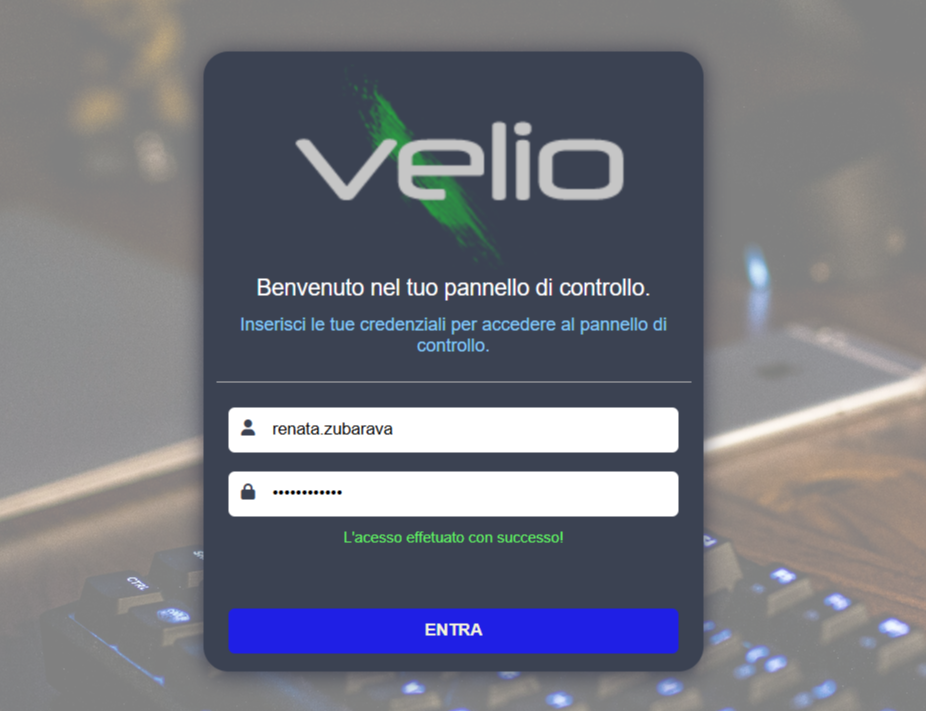 velio
Benvenuto nel tuo pannello di controllo.
Inserisci le tue credenziali per accedere al pannello di
controllo.
renata.zubarava
••••••••••••
L'acesso effetuato con successo!
ENTRA
CTRL